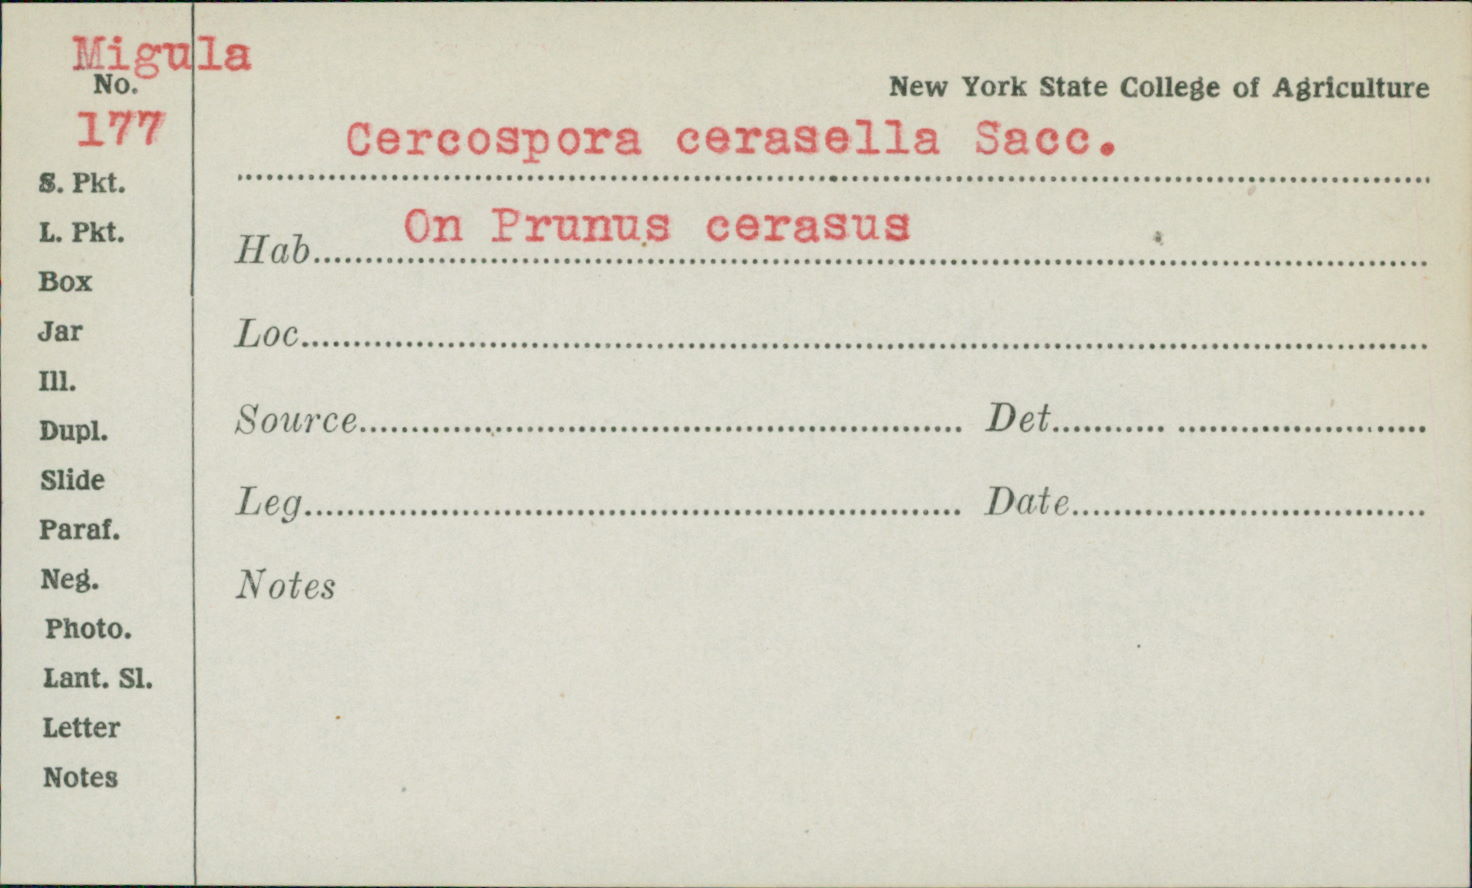 Migula
No.
177
New York State College of Agriculture
Cercospora cerasella Sacc.
On Prunus cerasus
Hab.
Loc.
Source. Det.
Leg. Date.
Notes
S. Pkt.
L. Pkt.
Box
Jar
Ill.
Dupl.
Slide
Paraf.
Neg.
Photo.
Lant. Sl.
Letter
Notes